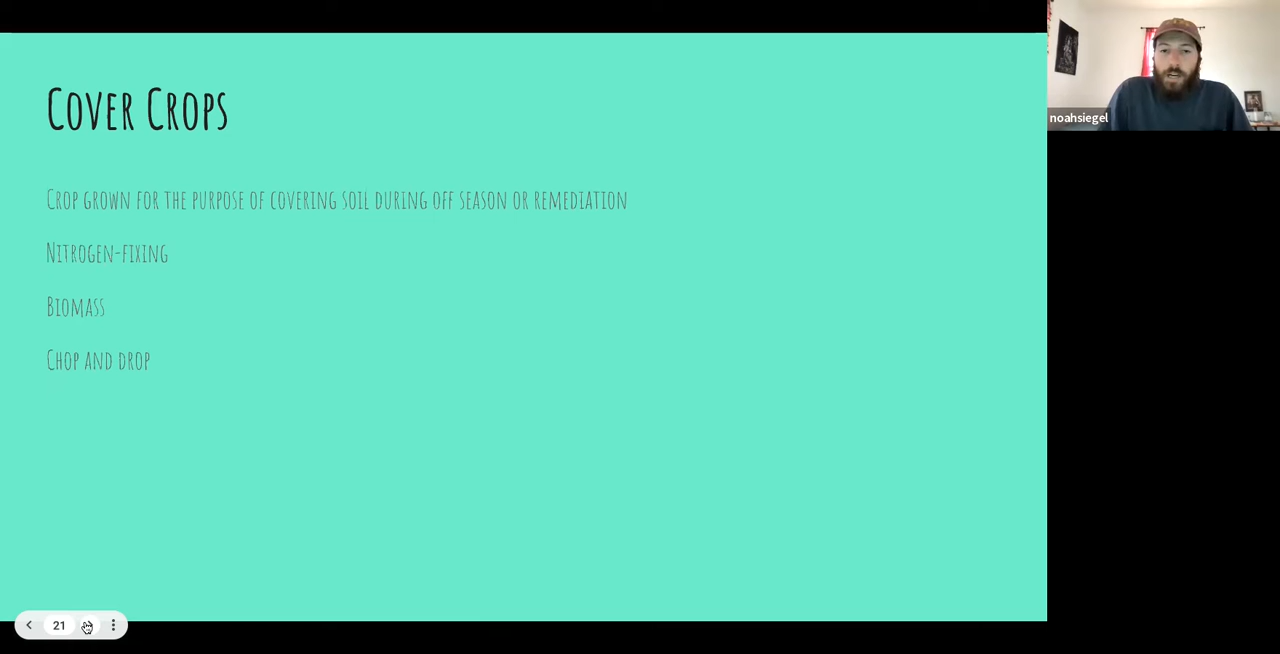 Cover Crops
Crop grown for the purpose of covering soil during off season or remediation
Nitrogen-fixing
Biomass
Chop and drop
noahsiegel
21